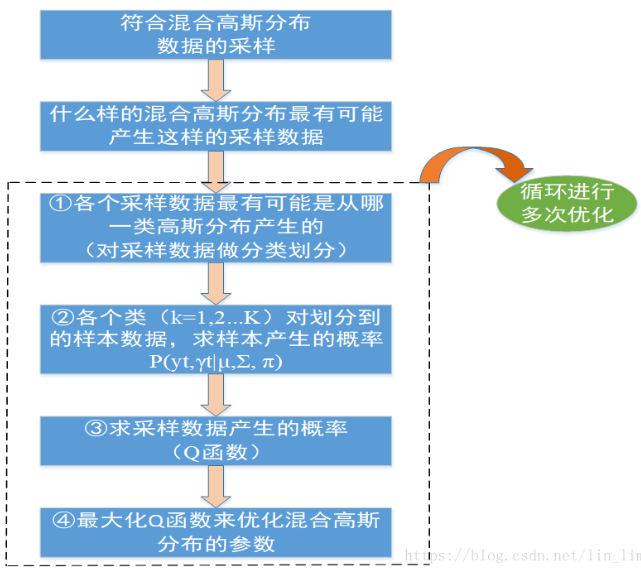 符合混合高斯分布
数据的采样
什么样的混合高斯分布最有可能
产生这样的采样数据
①各个采样数据最有可能是从哪
一类高斯分布产生的
（对采样数据做分类划分）
循环进行
多次优化
②各个类（k=1,2...K）对划分到
的样本数据，求样本产生的概率
P(yt,γt|μ,Σ, π)
③求采样数据产生的概率
（Q函数）
④最大化Q函数来优化混合高斯
分布的参数
https://blog.csdn.net/lin_lim